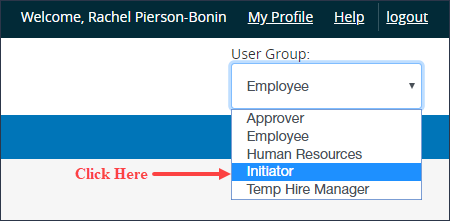 Welcome, Rachel Pierson-Bonin My Profile Help logout
User Group:
Employee
Approver
Employee
Human Resources
Click Here Initiator
Temp Hire Manager